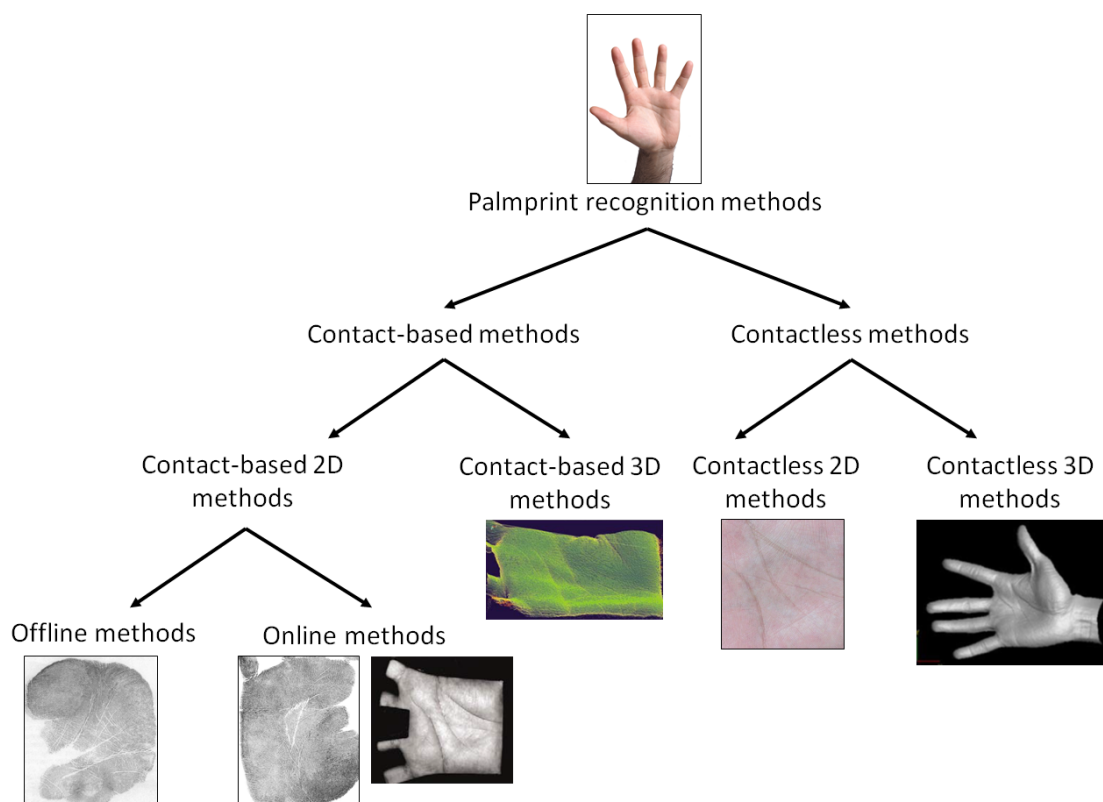 Palmprint recognition methods
Contact-based methods
Contactless methods
Contact-based 2D
methods
Contact-based 3D
methods
Contactless 2D
methods
Contactless 3D
methods
Offline methods
Online methods